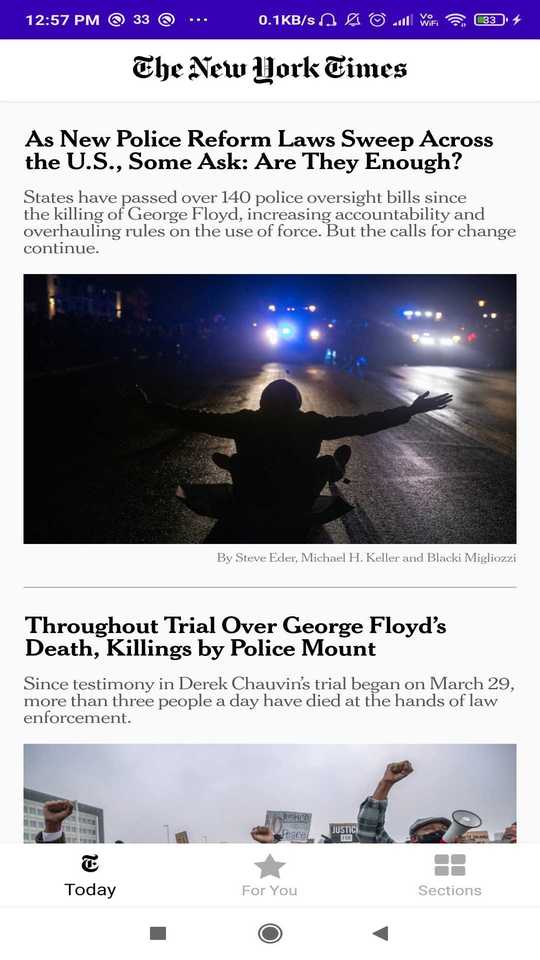 12:57 PM 33 ... 0.1KB/s Vo WiFi 33
The New York Times
As New Police Reform Laws Sweep Across
the U.S., Some Ask: Are They Enough?
States have passed over 140 police oversight bills since
the killing of George Floyd, increasing accountability and
overhauling rules on the use of force. But the calls for change
continue.
By Steve Eder, Michael H. Keller and Blacki Migliozzi
Throughout Trial Over George Floyd’s
Death, Killings by Police Mount
Since testimony in Derek Chauvin’s trial began on March 29,
more than three people a day have died at the hands of law
enforcement.
Justice
Peace
JUSTICE
FOR
T
Today
For You
Sections